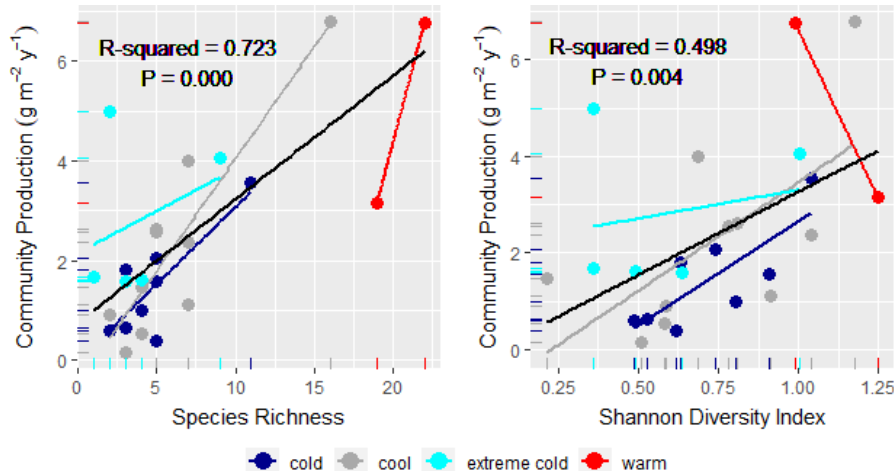 R-squared = 0.723
P = 0.000
Community Production (g m⁻² y⁻¹)
6
4
2
0
0
5
10
15
20
Species Richness
R-squared = 0.498
P = 0.004
Community Production (g m⁻² y⁻¹)
6
4
2
0
0.25
0.50
0.75
1.00
1.25
Shannon Diversity Index
cold
cool
extreme cold
warm